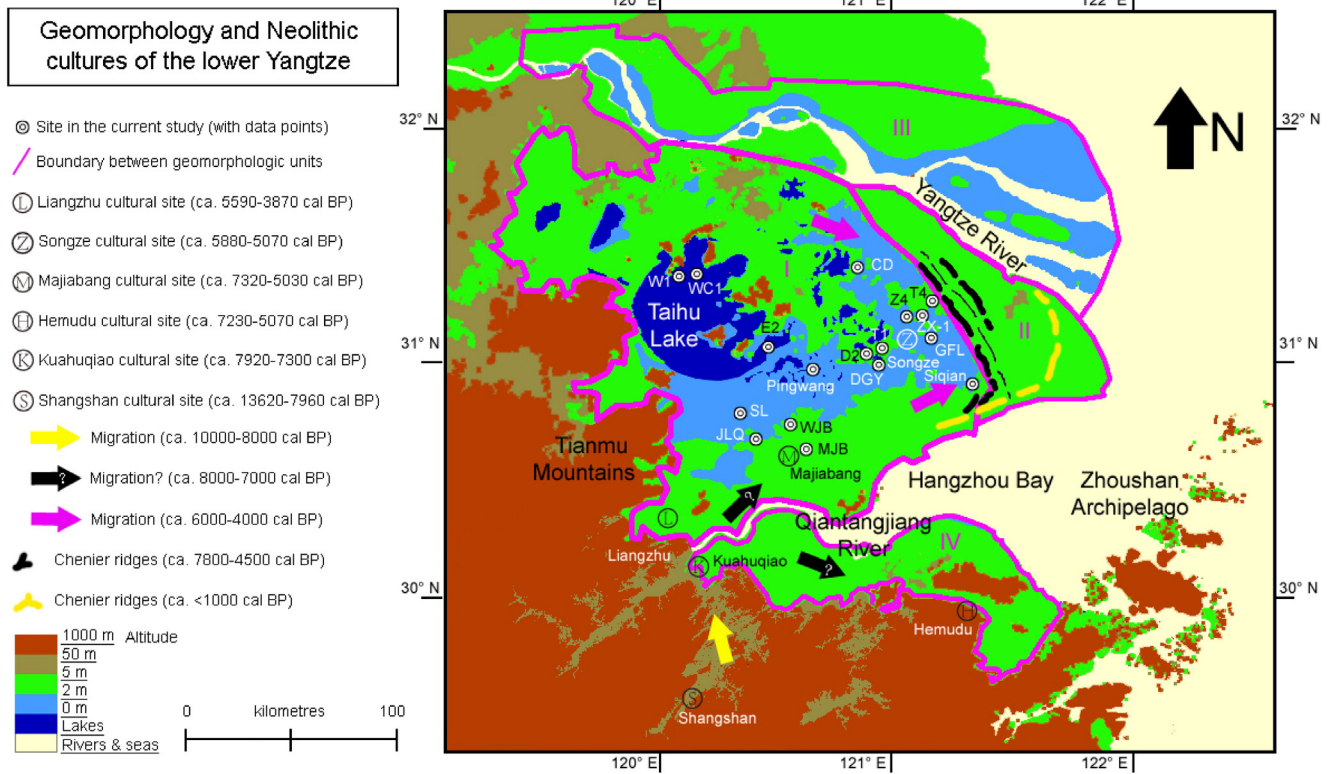 Geomorphology and Neolithic
cultures of the lower Yangtze
Site in the current study (with data points)
Boundary between geomorphologic units
L Liangzhu cultural site (ca. 5590-3870 cal BP)
Z Songze cultural site (ca. 5880-5070 cal BP)
M Majiabang cultural site (ca. 7320-5030 cal BP)
H Hemudu cultural site (ca. 7230-5070 cal BP)
K Kuahuqiao cultural site (ca. 7920-7300 cal BP)
S Shangshan cultural site (ca. 13620-7960 cal BP)
Migration (ca. 10000-8000 cal BP)
? Migration? (ca. 8000-7000 cal BP)
Migration (ca. 6000-4000 cal BP)
Chenier ridges (ca. 7800-4500 cal BP)
Chenier ridges (ca. <1000 cal BP)
1000 m Altitude
50 m
5 m
2 m
0 m
Lakes
Rivers & seas
0 kilometres 100
120° E 121° E 122° E
32° N
31° N
30° N
N
III
Yangtze River
I
CD
W1
WC1
Taihu
Lake
Z4
T4
II
E2
T1
Z
ZX-1
GFL
D2
Songze
Pingwang
DGY
Siqian
SL
WJB
JLQ
MJB
M
Majiabang
Tianmu
Mountains
Hangzhou Bay
Zhoushan
Archipelago
?
L
Qiantangjiang
River
IV
Liangzhu
K
Kuahuqiao
?
H
Hemudu
S
Shangshan
120° E 121° E 122° E